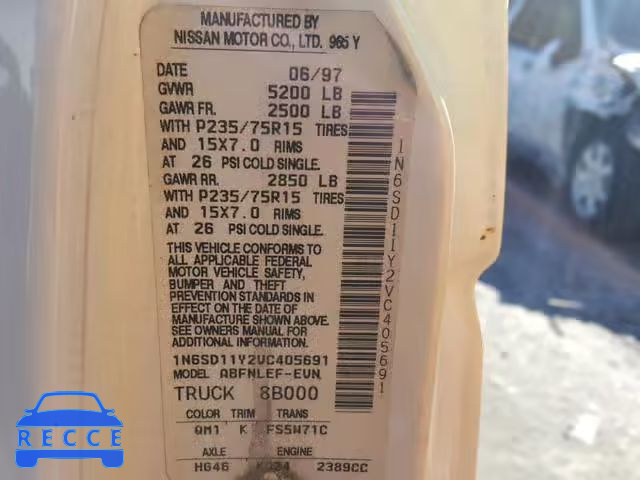 MANUFACTURED BY
NISSAN MOTOR CO., LTD. 965 Y
DATE 06/97
GVWR 5200 LB
GAWR FR. 2500 LB
WITH P235/75R15 TIRES
AND 15X7.0 RIMS
AT 26 PSI COLD SINGLE.
GAWR RR. 2850 LB
WITH P235/75R15 TIRES
AND 15X7.0 RIMS
AT 26 PSI COLD SINGLE.
THIS VEHICLE CONFORMS TO
ALL APPLICABLE FEDERAL
MOTOR VEHICLE SAFETY,
BUMPER AND THEFT
PREVENTION STANDARDS IN
EFFECT ON THE DATE OF
MANUFACTURE SHOWN ABOVE.
SEE OWNERS MANUAL FOR
ADDITIONAL INFORMATION.
1N6SD11Y2VC405691
MODEL QBFNLEF-EUN
TRUCK 8B000
COLOR TRIM TRANS
QM1 K FS5W71C
AXLE ENGINE
HG46 KA24 2389CC
1N6SD11Y2VC405691
RECCE